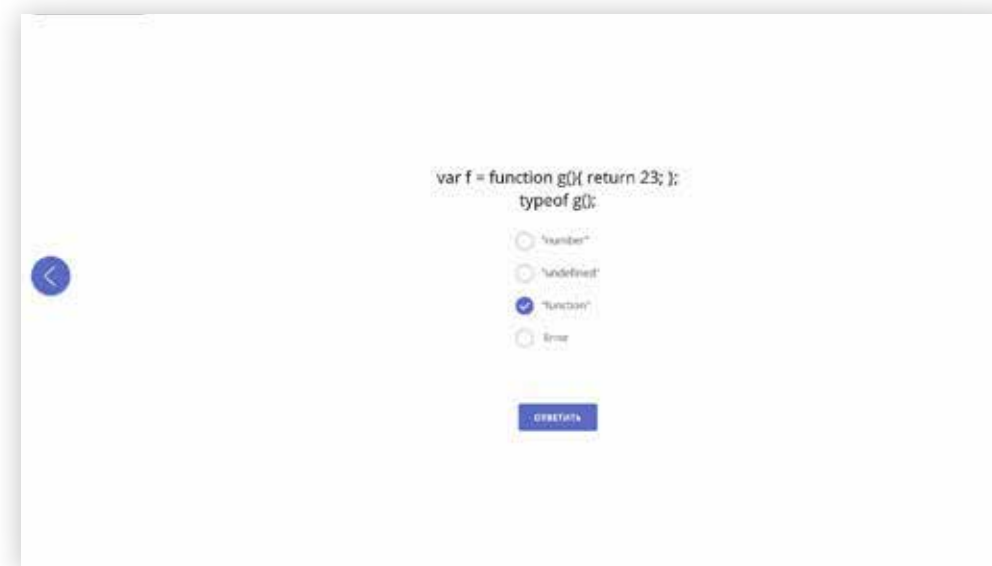 var f = function g(){ return 23; };
typeof g();
"number"
"undefined"
"function"
Error
ОТВЕТИТЬ